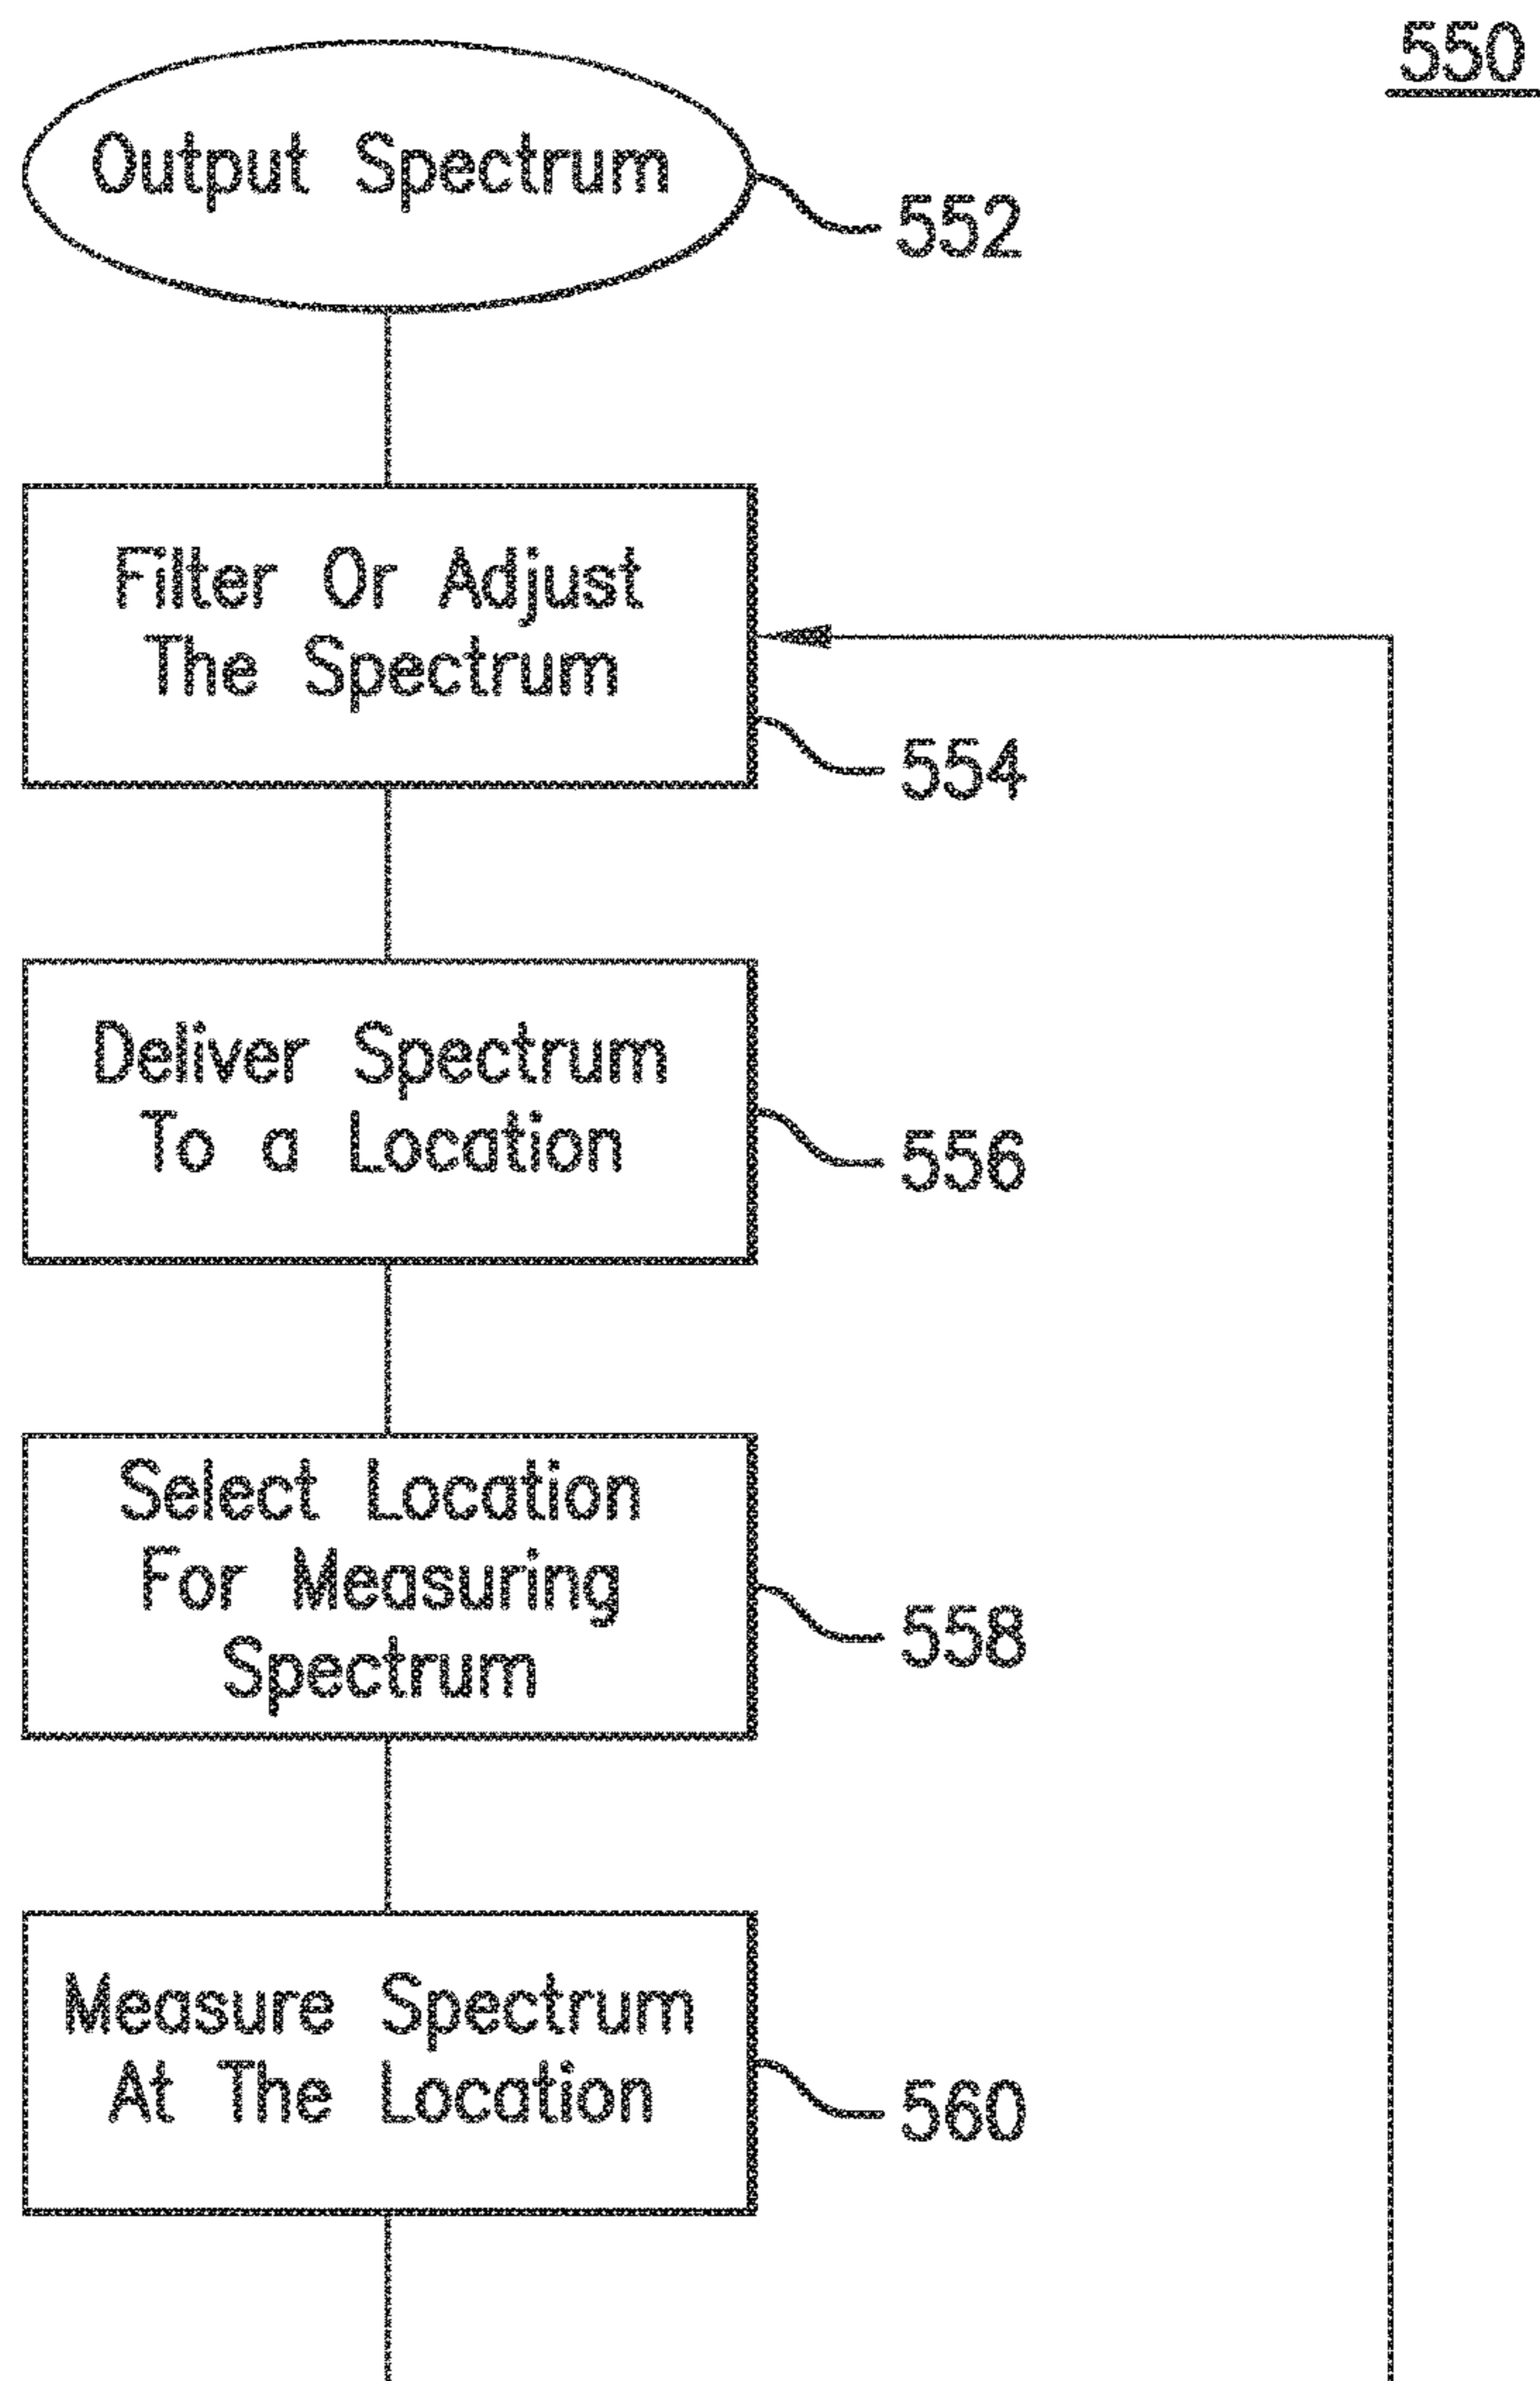 550
Output Spectrum
552
Filter Or Adjust
The Spectrum
554
Deliver Spectrum
To a Location
556
Select Location
For Measuring
Spectrum
558
Measure Spectrum
At The Location
560